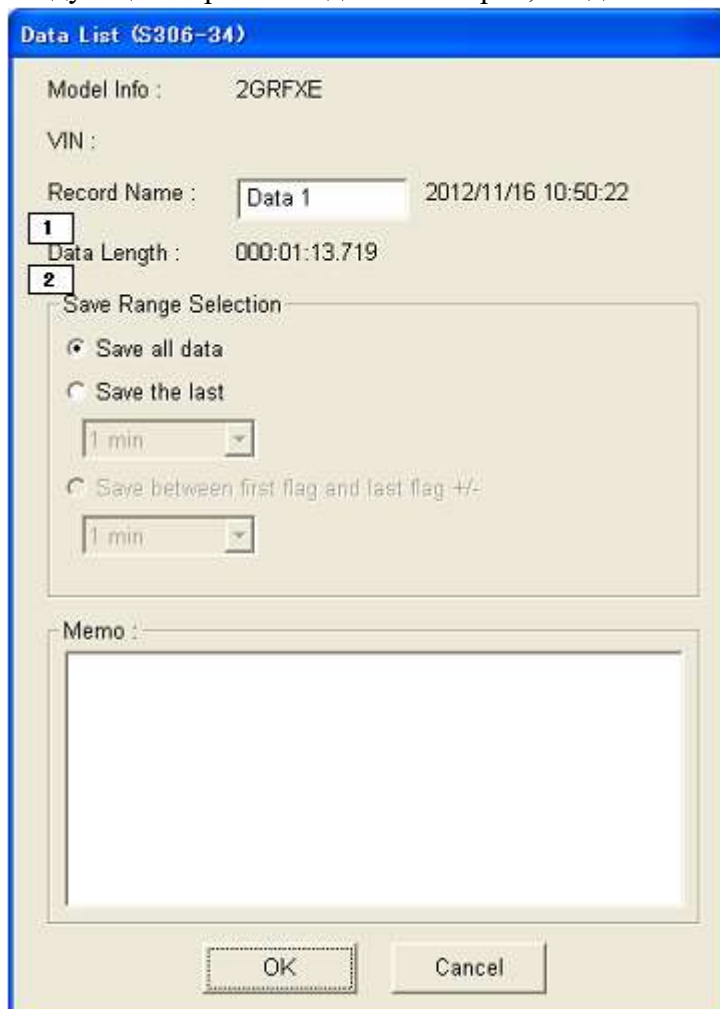 Data List (S306-34)
Model Info : 2GRFXE
VIN :
Record Name : Data 1 2012/11/16 10:50:22
1
Data Length : 000:01:13.719
2
Save Range Selection
Save all data
Save the last
1 min
Save between first flag and last flag +/-
1 min
Memo :
OK Cancel